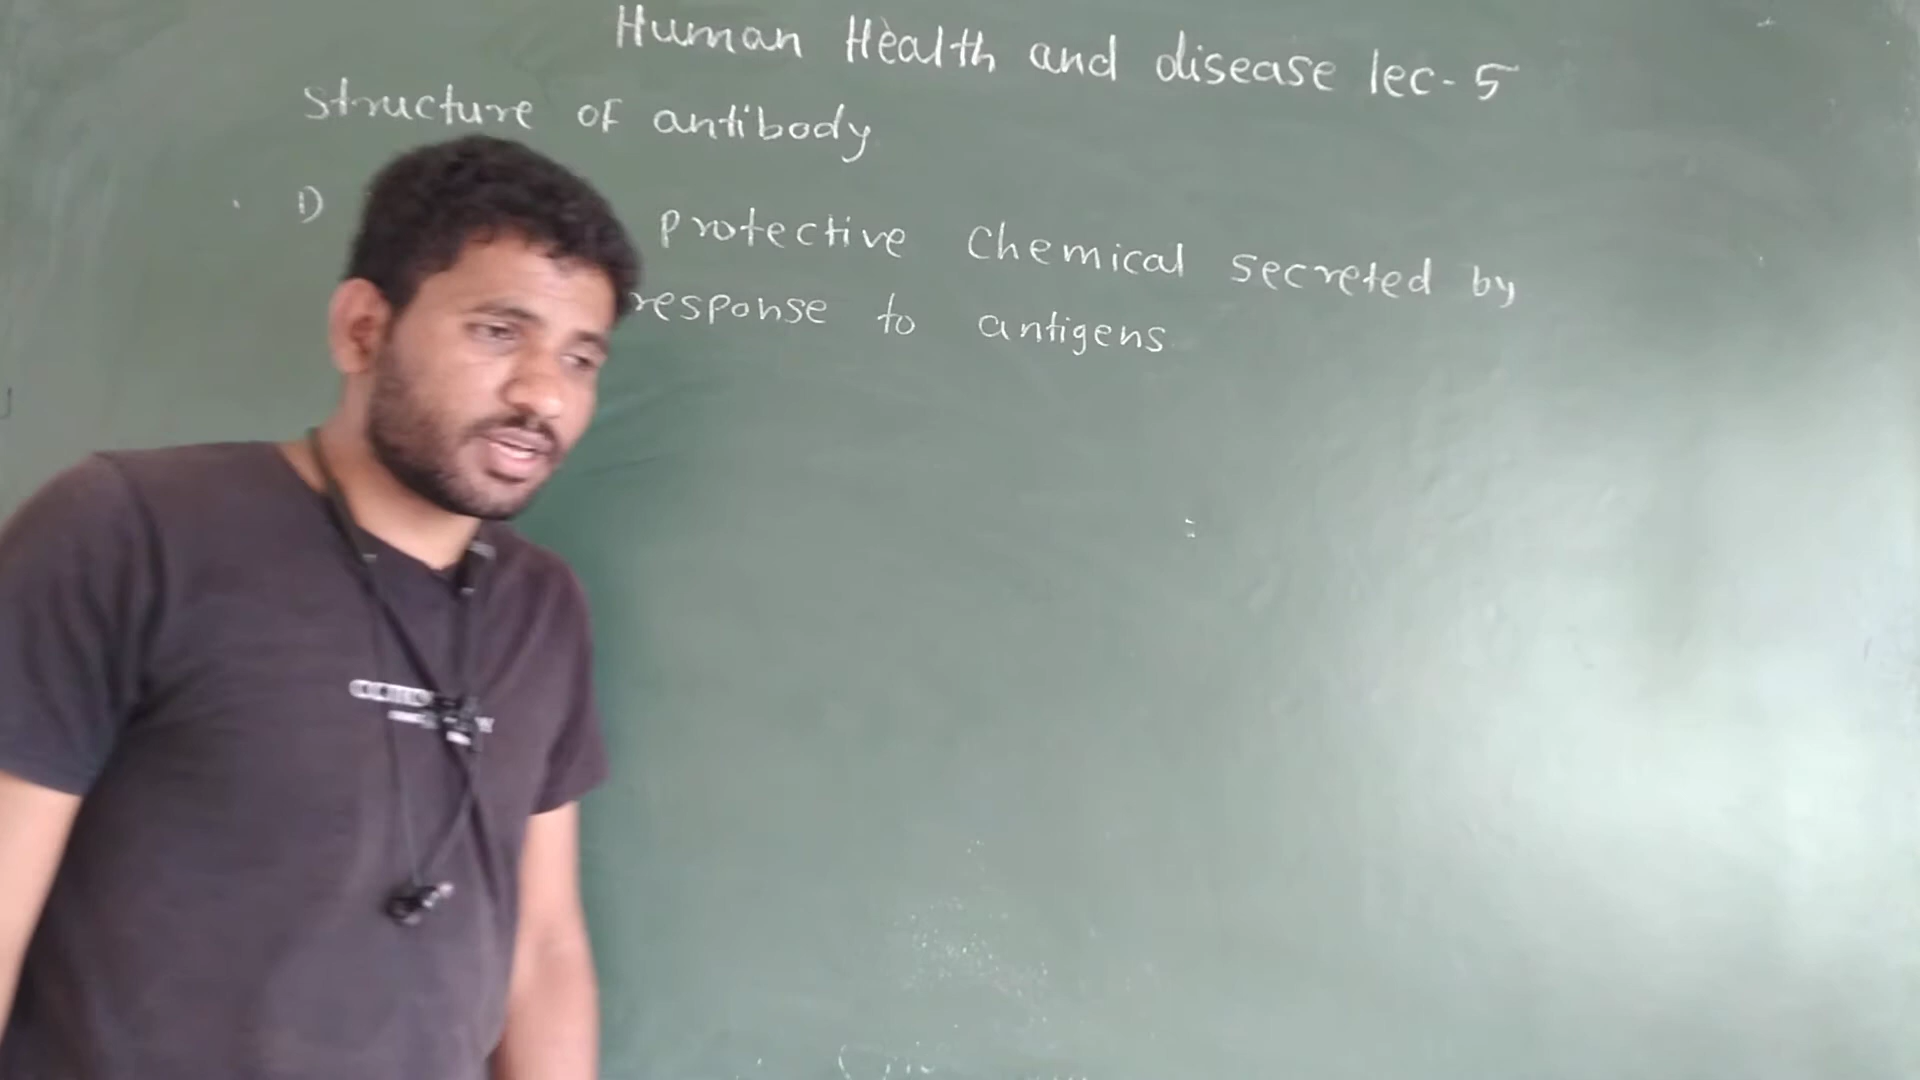 Human Health and disease lec-5
Structure of antibody
1) protective chemical secreted by
response to antigens